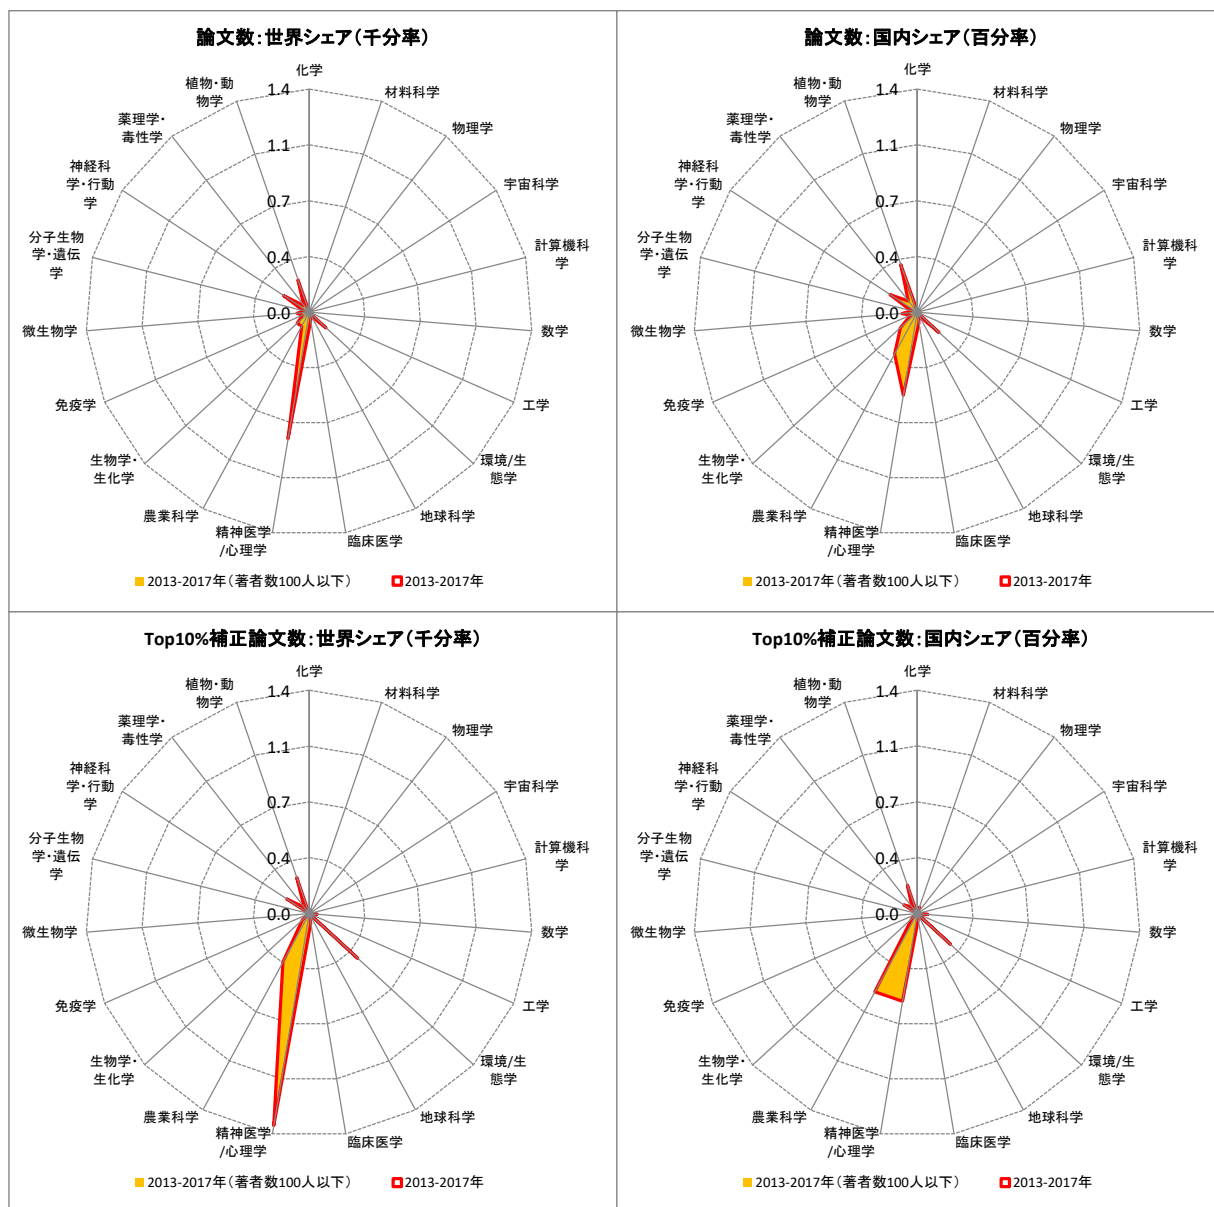 論文数：世界シェア（千分率）
化学
材料科学
物理学
宇宙科学
計算機科
学
数学
工学
環境/生
態学
地球科学
臨床医学
精神医学
/心理学
農業科学
生物学・
生化学
免疫学
微生物学
分子生物
学・遺伝
学
神経科
学・行動
学
薬理学・
毒性学
植物・動
物学
1.4
1.1
0.7
0.4
0.0
2013-2017年（著者数100人以下）
2013-2017年
論文数：国内シェア（百分率）
化学
材料科学
物理学
宇宙科学
計算機科
学
数学
工学
環境/生
態学
地球科学
臨床医学
精神医学
/心理学
農業科学
生物学・
生化学
免疫学
微生物学
分子生物
学・遺伝
学
神経科
学・行動
学
薬理学・
毒性学
植物・動
物学
1.4
1.1
0.7
0.4
0.0
2013-2017年（著者数100人以下）
2013-2017年
Top10%補正論文数：世界シェア（千分率）
化学
材料科学
物理学
宇宙科学
計算機科
学
数学
工学
環境/生
態学
地球科学
臨床医学
精神医学
/心理学
農業科学
生物学・
生化学
免疫学
微生物学
分子生物
学・遺伝
学
神経科
学・行動
学
薬理学・
毒性学
植物・動
物学
1.4
1.1
0.7
0.4
0.0
2013-2017年（著者数100人以下）
2013-2017年
Top10%補正論文数：国内シェア（百分率）
化学
材料科学
物理学
宇宙科学
計算機科
学
数学
工学
環境/生
態学
地球科学
臨床医学
精神医学
/心理学
農業科学
生物学・
生化学
免疫学
微生物学
分子生物
学・遺伝
学
神経科
学・行動
学
薬理学・
毒性学
植物・動
物学
1.4
1.1
0.7
0.4
0.0
2013-2017年（著者数100人以下）
2013-2017年